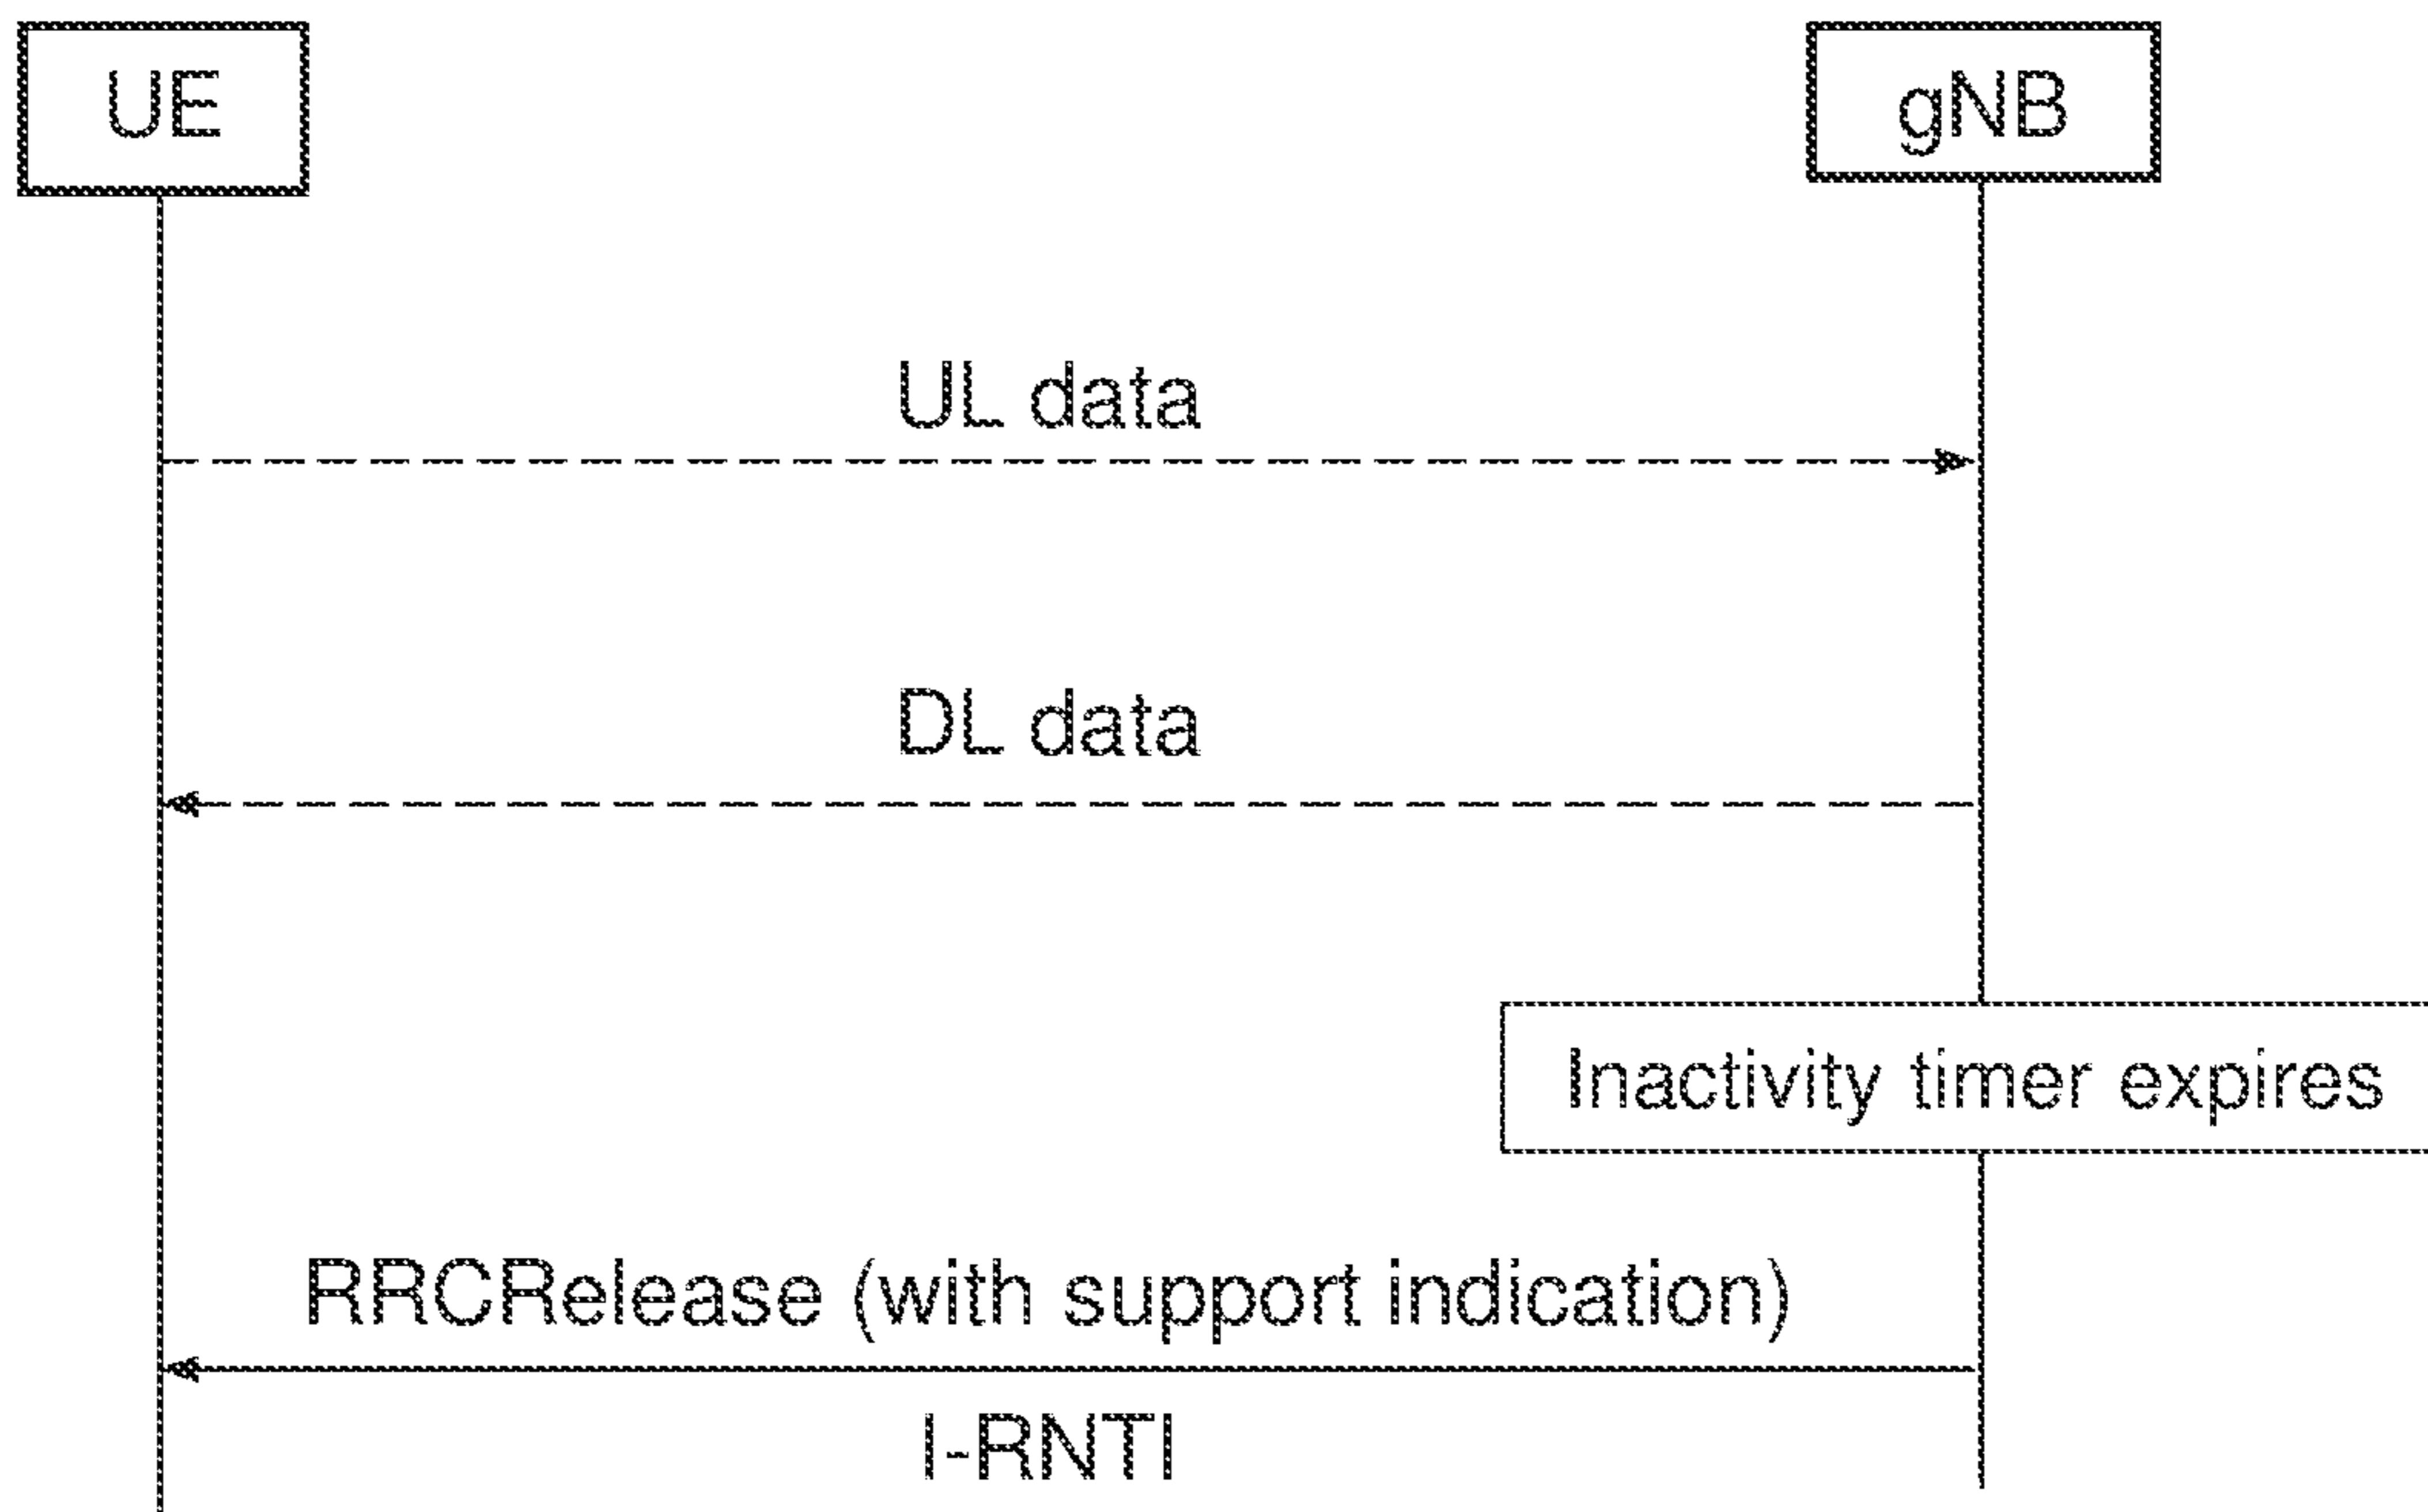 UE
gNB
UL data
DL data
Inactivity timer expires
RRCRelease (with support indication)
I-RNTI